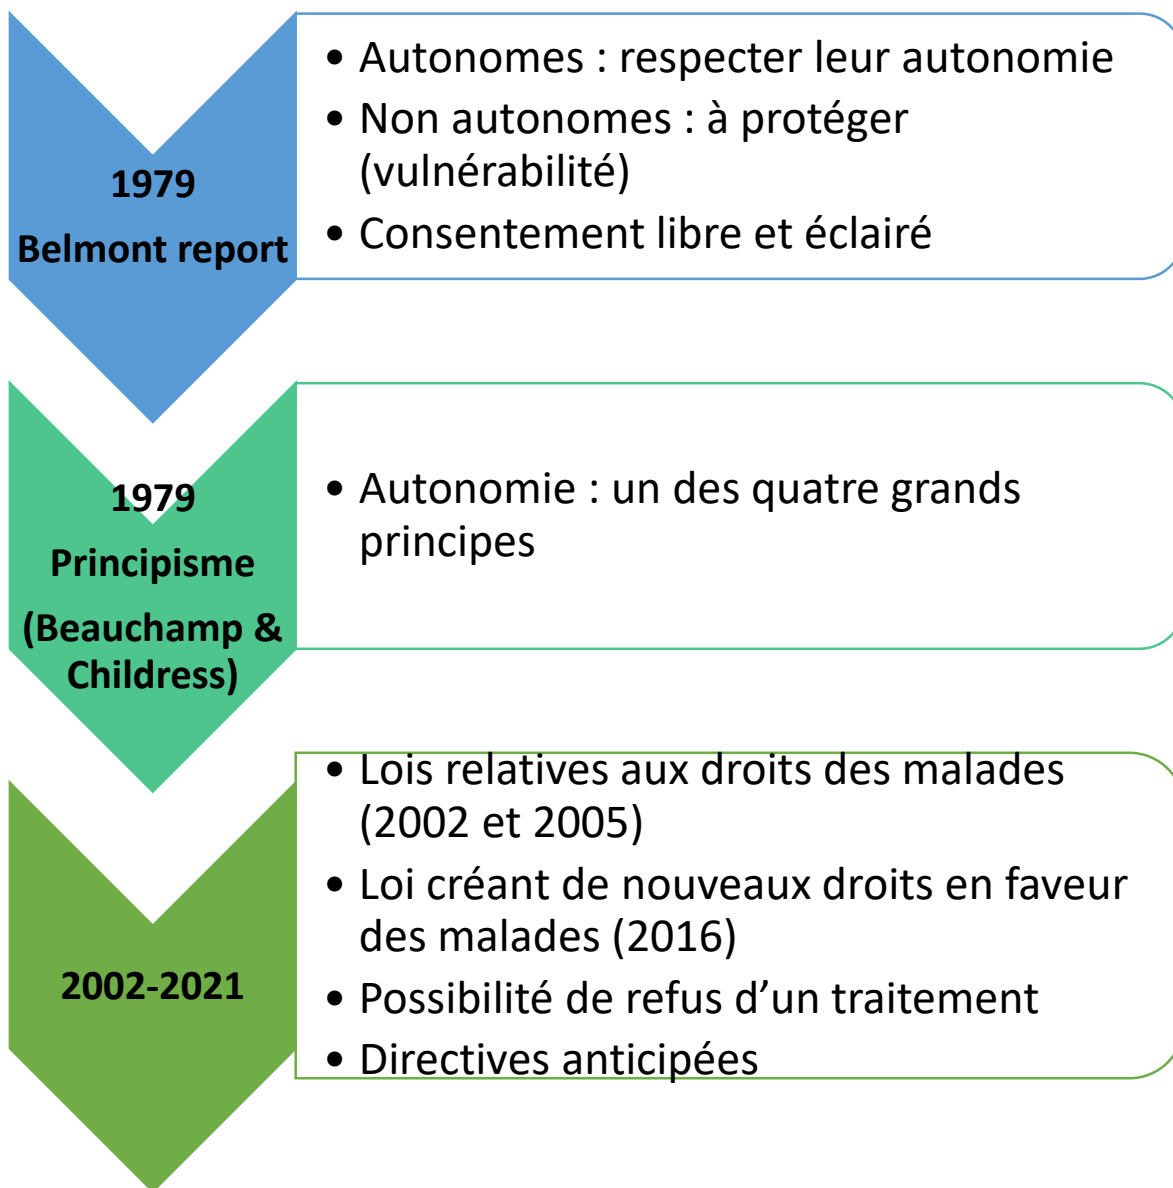 1979
Belmont report
• Autonomes : respecter leur autonomie
• Non autonomes : à protéger
(vulnérabilité)
• Consentement libre et éclairé
1979
Principisme
(Beauchamp &
Childress)
• Autonomie : un des quatre grands
principes
2002-2021
• Lois relatives aux droits des malades
(2002 et 2005)
• Loi créant de nouveaux droits en faveur
des malades (2016)
• Possibilité de refus d’un traitement
• Directives anticipées